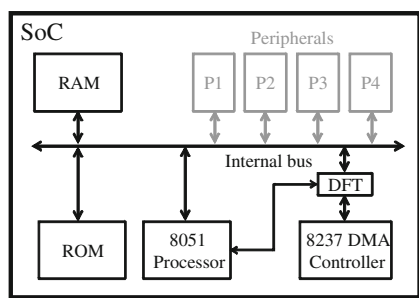 SoC
Peripherals
RAM
P1
P2
P3
P4
Internal bus
DFT
ROM
8051
Processor
8237 DMA
Controller